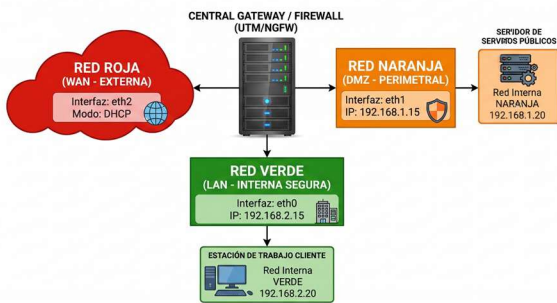 CENTRAL GATEWAY / FIREWALL
(UTM/NGFW)
RED ROJA
(WAN - EXTERNA)
Interfaz: eth2
Modo: DHCP
RED NARANJA
(DMZ - PERIMETRAL)
Interfaz: eth1
IP: 192.168.1.15
SERVIDOR DE
SERVIDOS PÚBLICOS
Red Interna
NARANJA
192.168.1.20
RED VERDE
(LAN - INTERNA SEGURA)
Interfaz: eth0
IP: 192.168.2.15
ESTACIÓN DE TRABAJO CLIENTE
Red Interna
VERDE
192.168.2.20